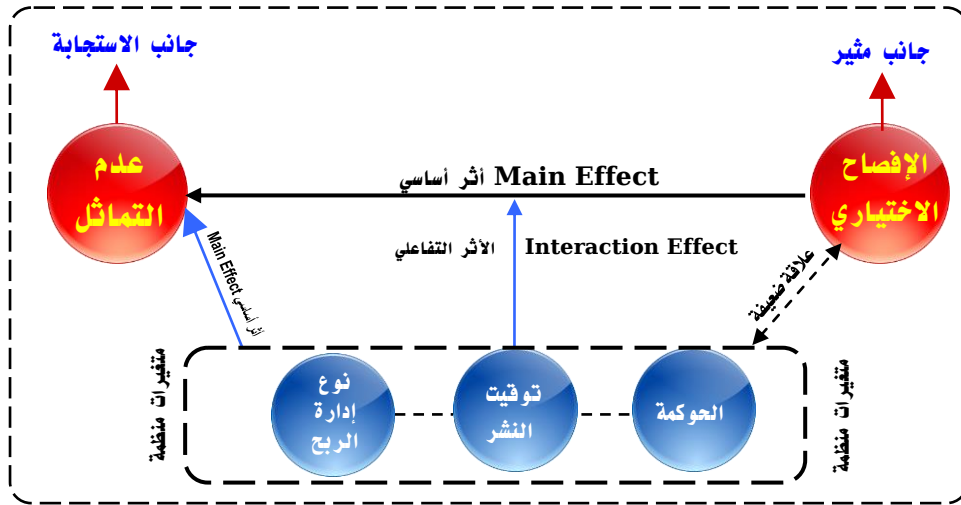 جانب مثير
جانب الاستجابة
الإفصاح
الاختياري
عدم
التماثل
أثر أساسي Main Effect
الأثر التفاعلي Interaction Effect
أثر أساسي Main Effect
علاقة ضعيفة
متغيرات منظمة
الحوكمة
توقيت
النشر
نوع
إدارة
الربح
متغيرات منظمة